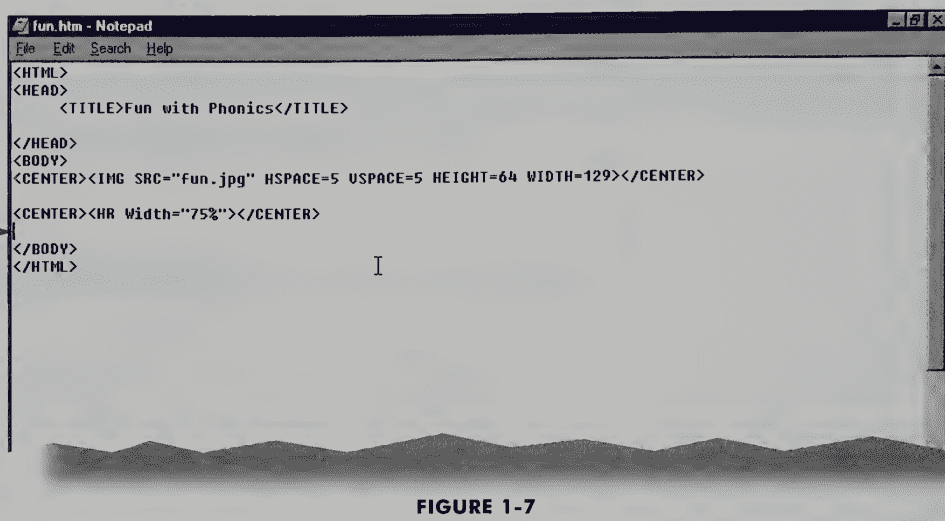 fun.htm - Notepad
File Edit Search Help
<HTML>
<HEAD>
<TITLE>Fun with Phonics</TITLE>
</HEAD>
<BODY>
<CENTER><IMG SRC="fun.jpg" HSPACE=5 VSPACE=5 HEIGHT=64 WIDTH=129></CENTER>
<CENTER><HR Width="75%"></CENTER>
</BODY>
</HTML>
FIGURE 1-7